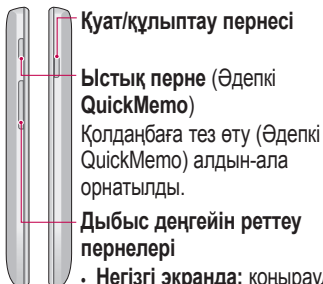 Қуат/құлыптау пернесі
Ыстық перне (Әдепкі
QuickMemo)
Қолданбаға тез өту (Әдепкі
QuickMemo) алдын-ала
орнатылды.
Дыбыс деңгейін реттеу
пернелері
• Негізгі экранда: қоңырау